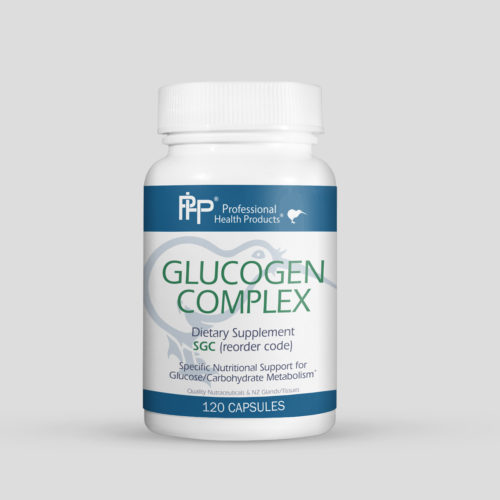 PHP® Professional
Health Products®
GLUCOGEN
COMPLEX
Dietary Supplement
SGC (reorder code)
Specific Nutritional Support for
Glucose/Carbohydrate Metabolism*
Quality Nutraceuticals & NZ Glands/Tissues
120 CAPSULES